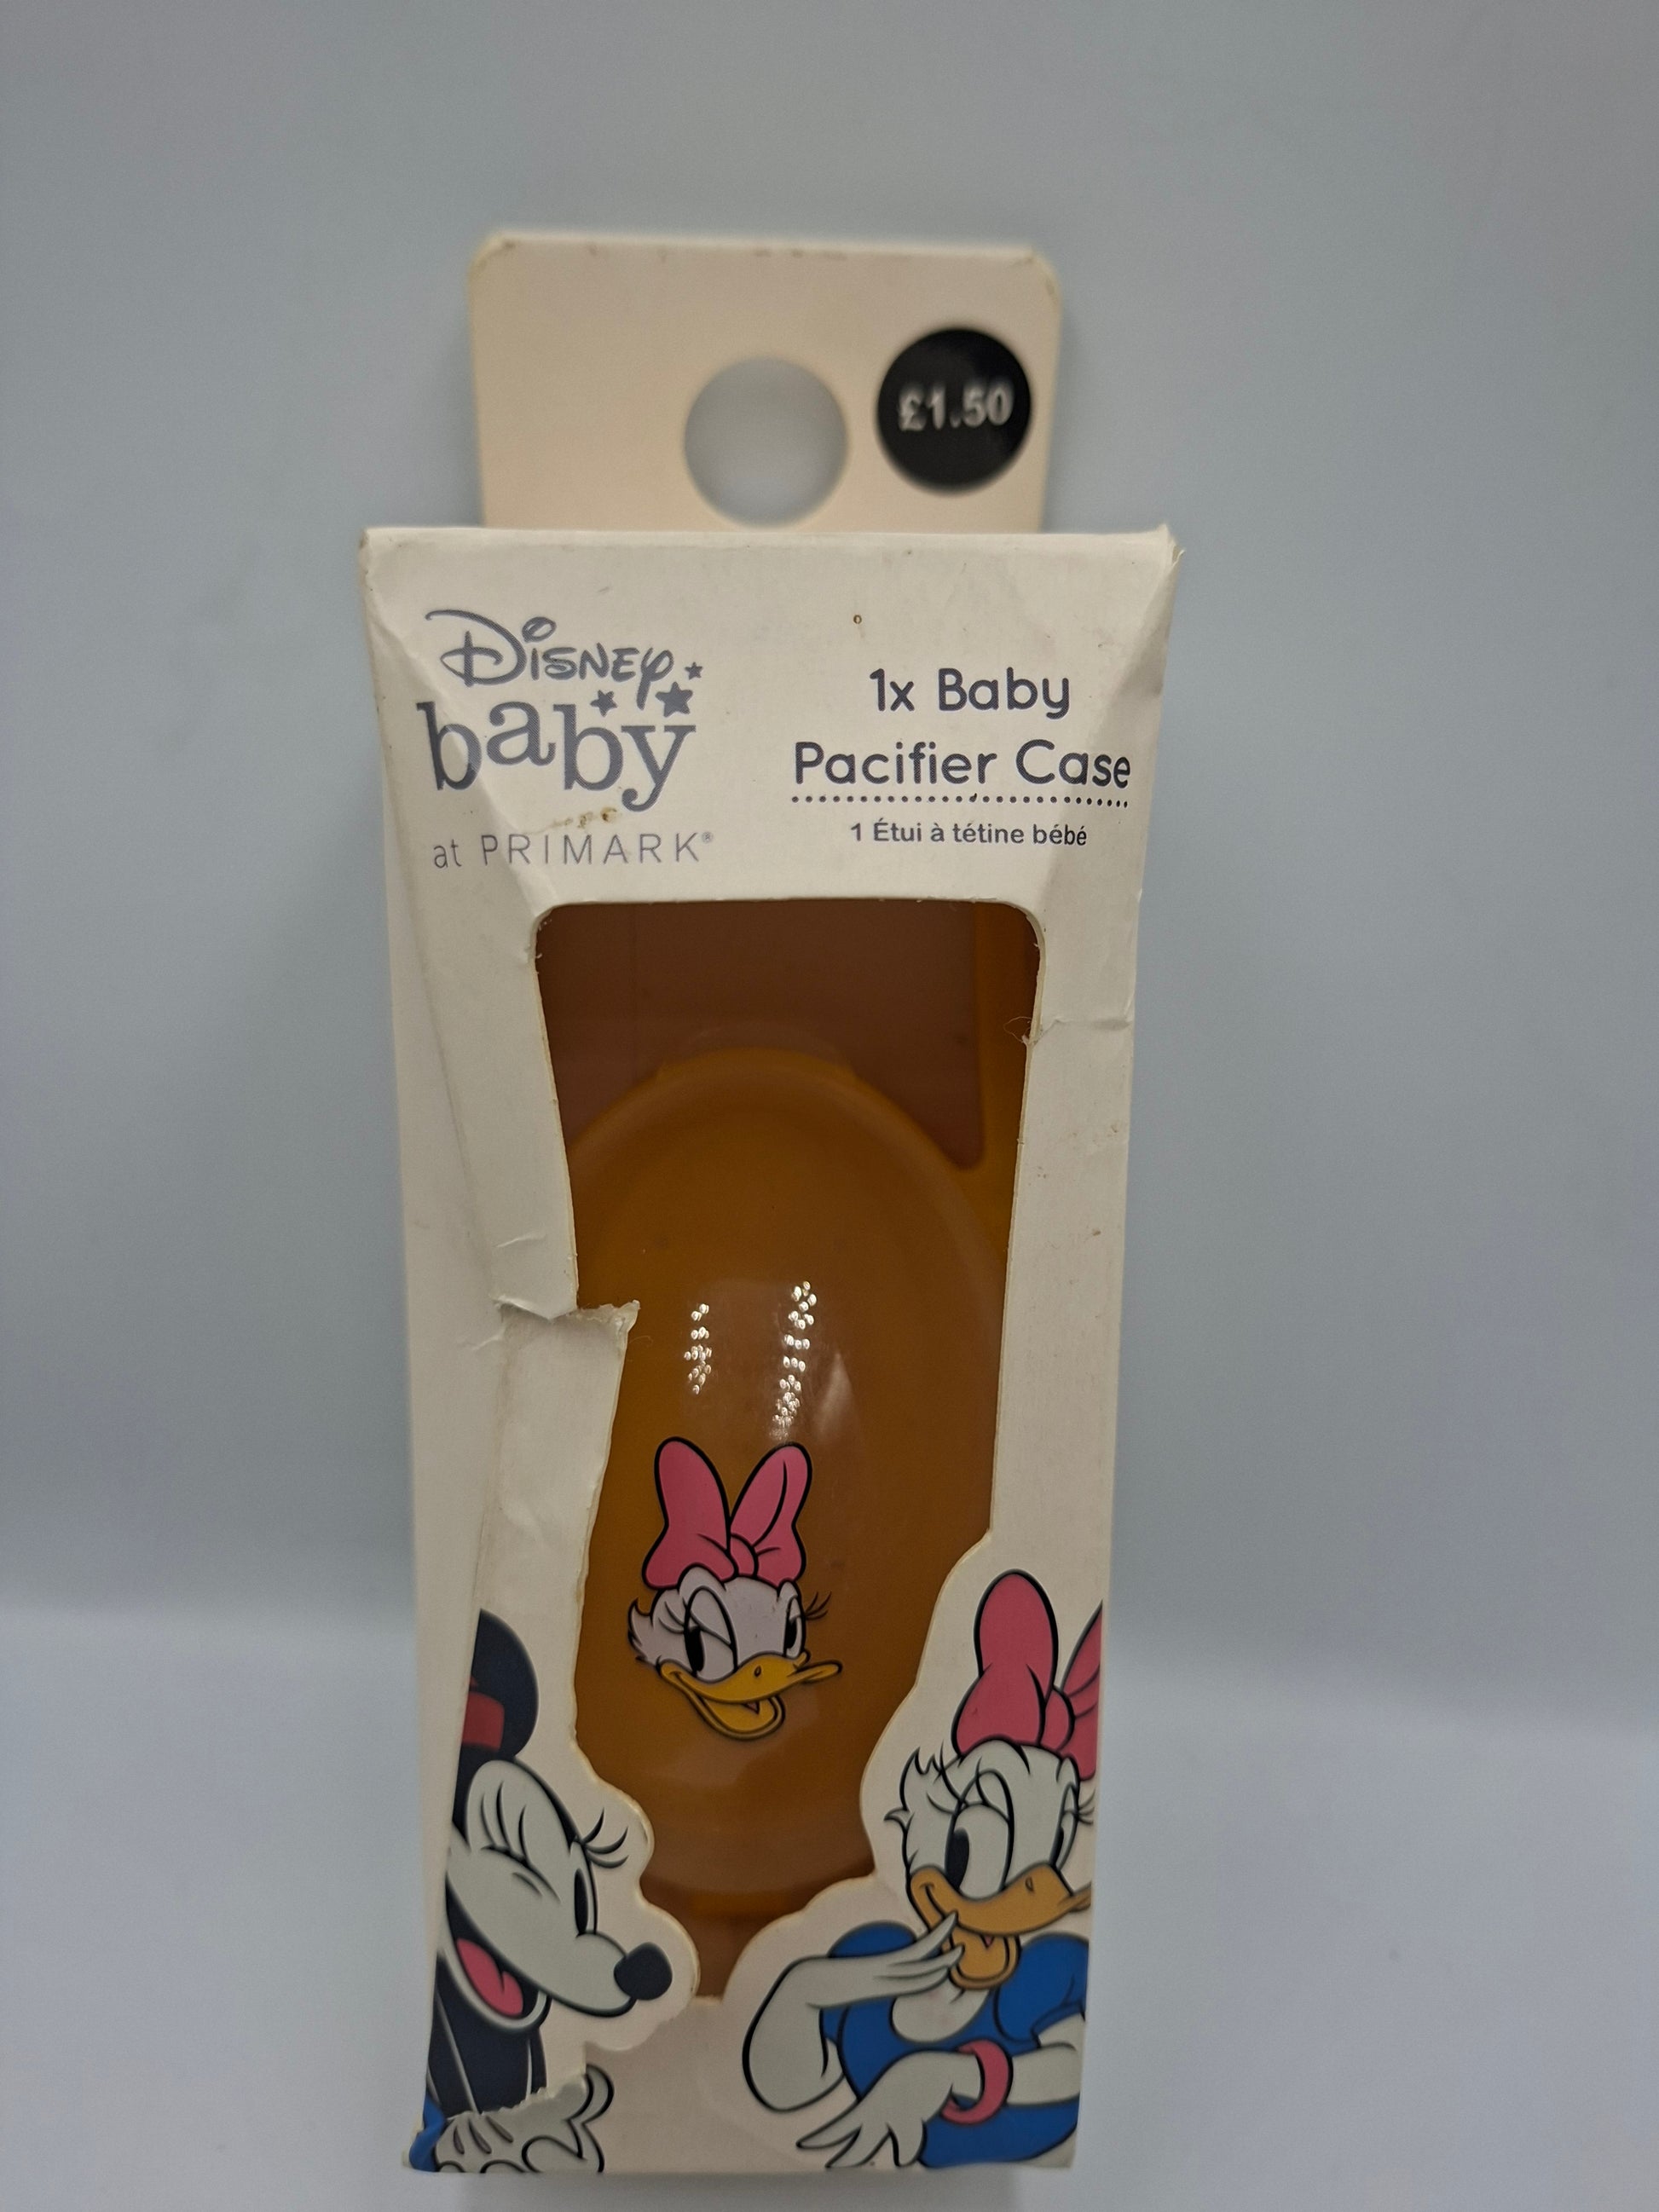 £1.50
Disney
baby
at PRIMARK®
1x Baby
Pacifier Case
1 Étui à tétine bébé